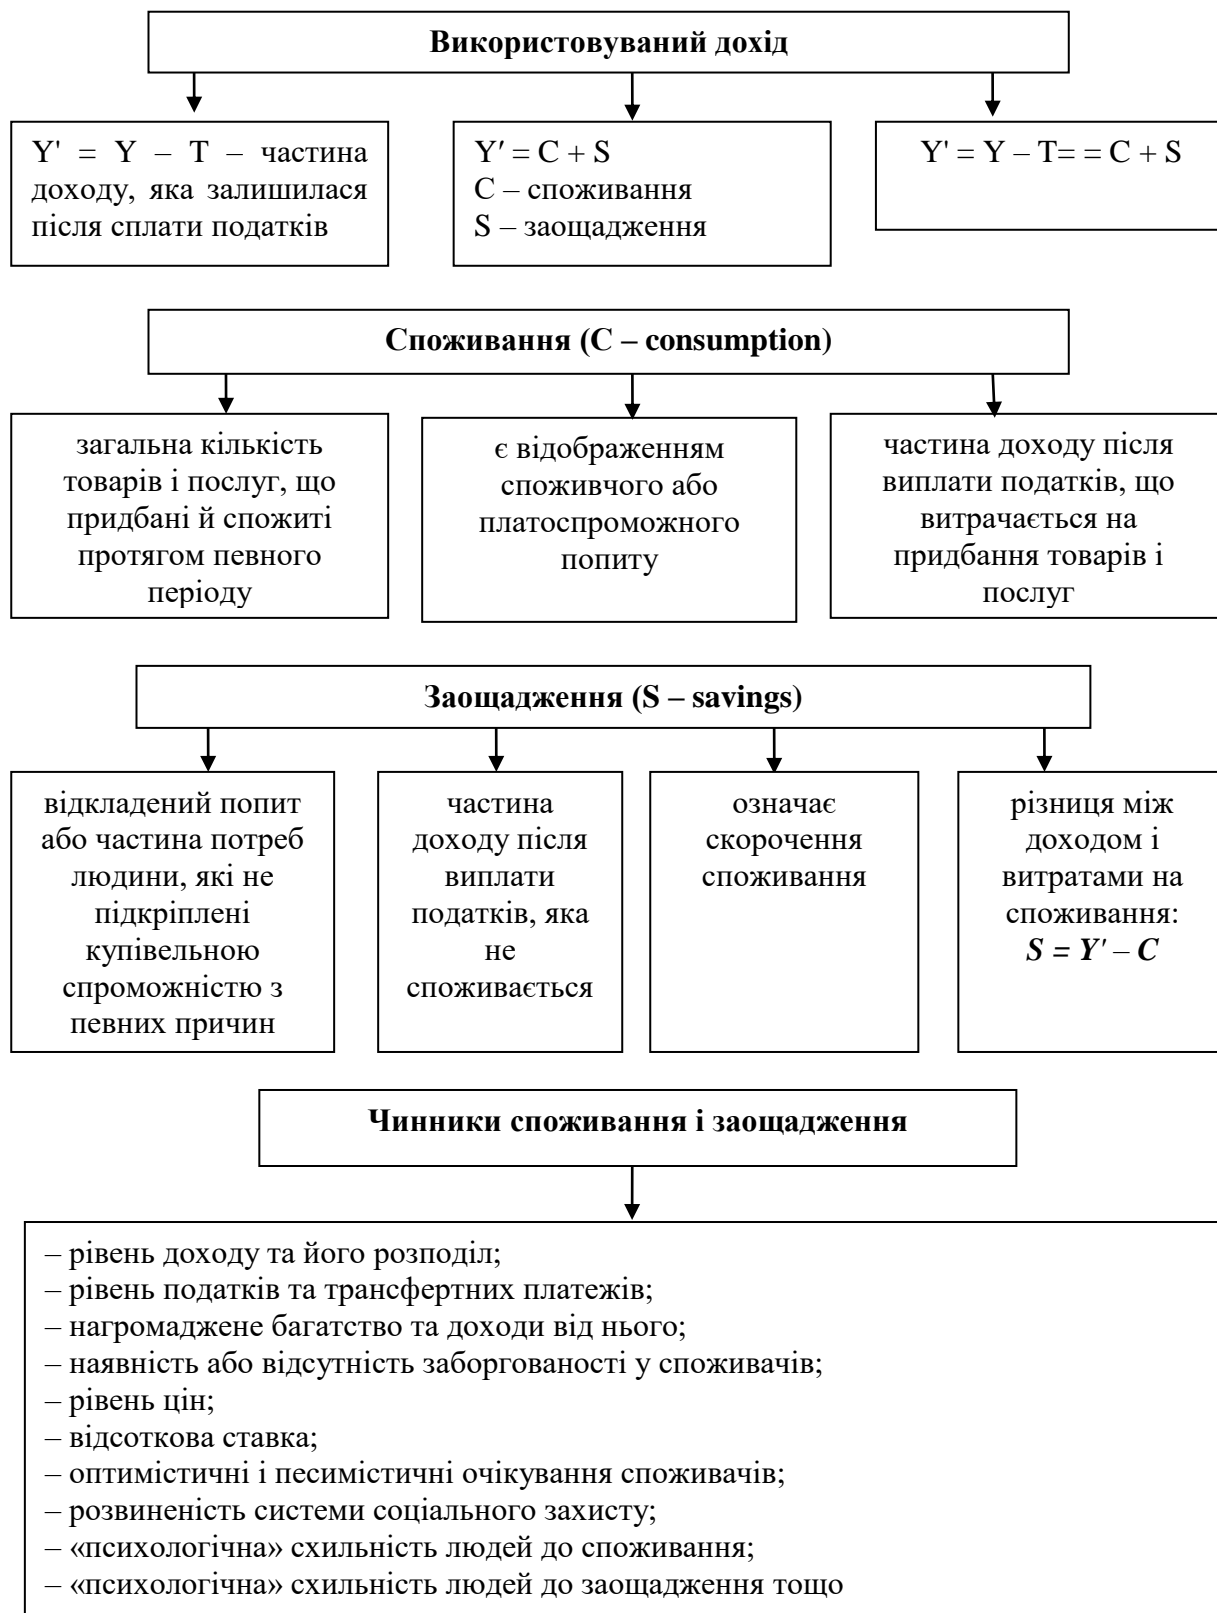 Використовуваний дохід
Y' = Y – T – частина
доходу, яка залишилася
після сплати податків
Y′ = C + S
C – споживання
S – заощадження
Y' = Y – T= = C + S
Споживання (C – consumption)
загальна кількість
товарів і послуг, що
придбані й спожиті
протягом певного
періоду
є відображенням
споживчого або
платоспроможного
попиту
частина доходу після
виплати податків, що
витрачається на
придбання товарів і
послуг
Заощадження (S – savings)
відкладений попит
або частина потреб
людини, які не
підкріплені
купівельною
спроможністю з
певних причин
частина
доходу після
виплати
податків, яка
не
споживається
означає
скорочення
споживання
різниця між
доходом і
витратами на
споживання:
S = Y' – C
Чинники споживання і заощадження
– рівень доходу та його розподіл;
– рівень податків та трансфертних платежів;
– нагромаджене багатство та доходи від нього;
– наявність або відсутність заборгованості у споживачів;
– рівень цін;
– відсоткова ставка;
– оптимістичні і песимістичні очікування споживачів;
– розвиненість системи соціального захисту;
– «психологічна» схильність людей до споживання;
– «психологічна» схильність людей до заощадження тощо